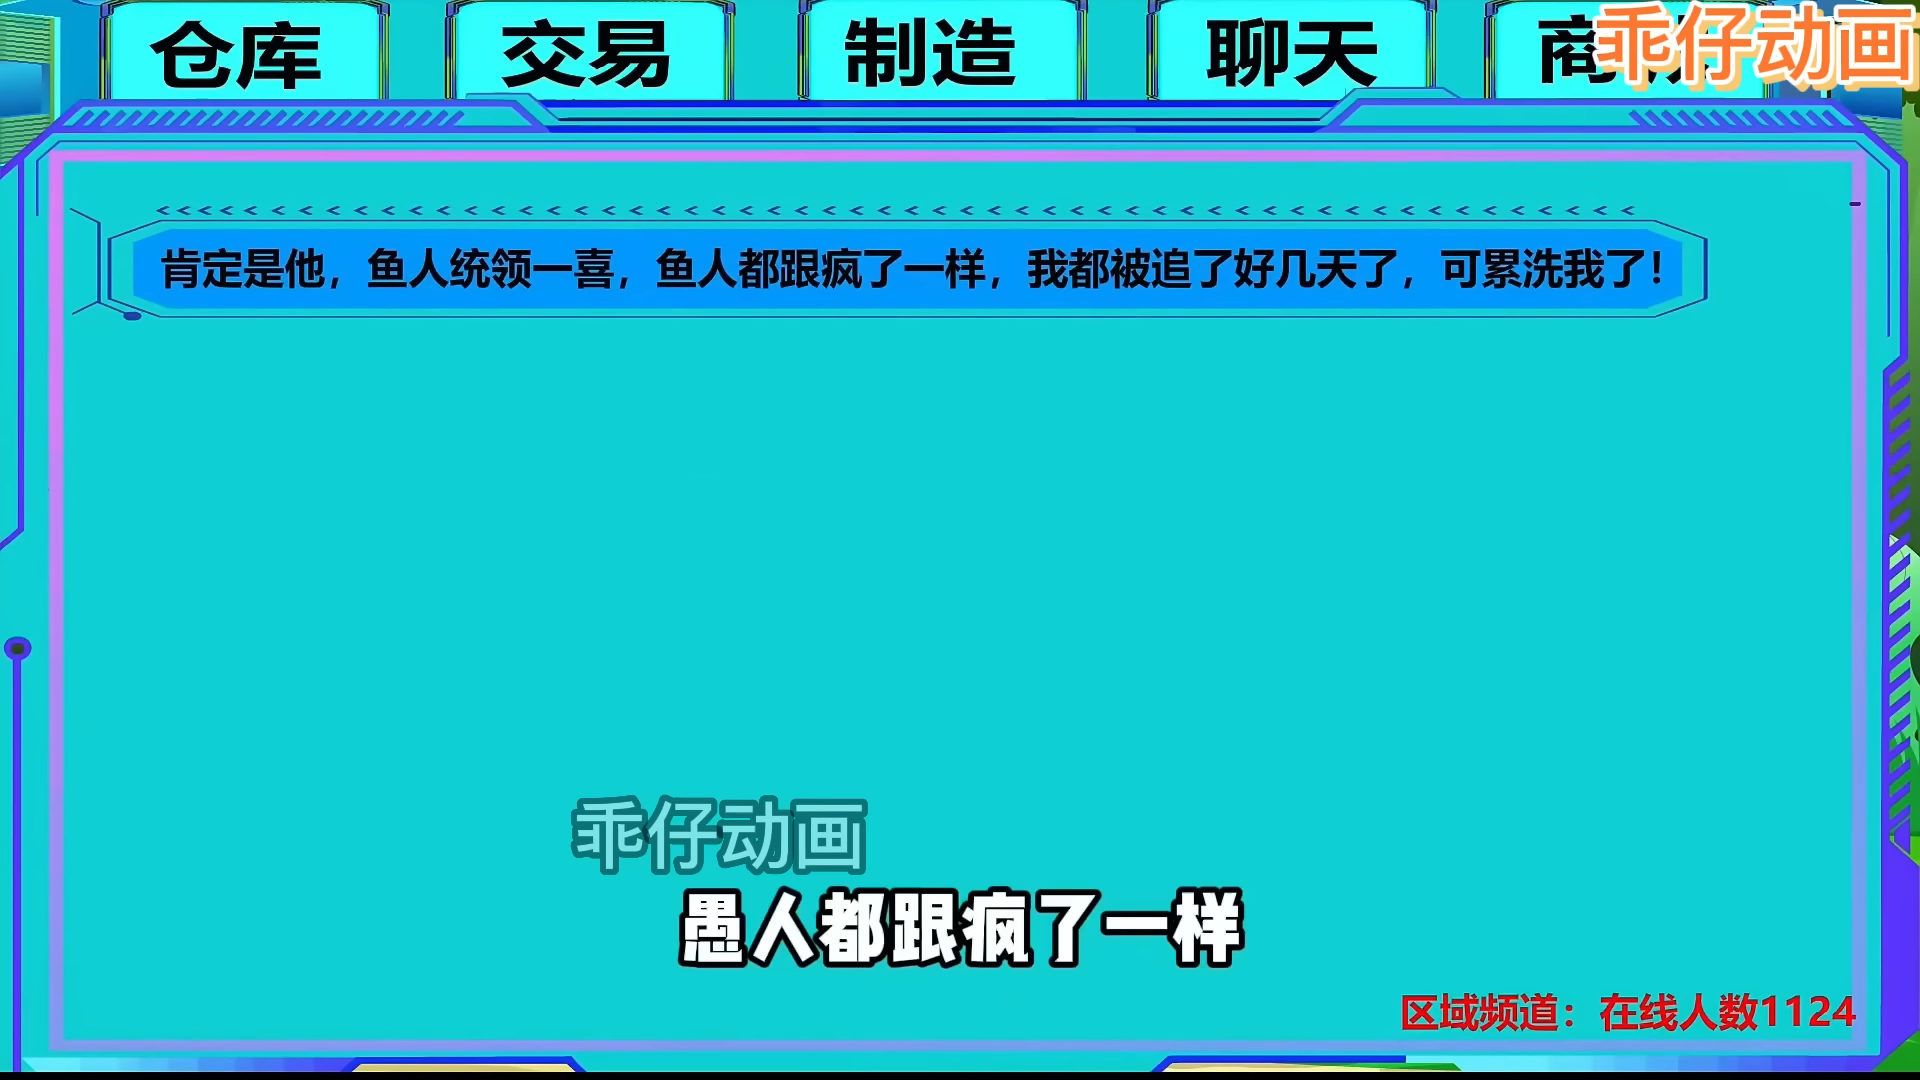 仓库
交易
制造
聊天
商
乖仔动画
肯定是他，鱼人统领一喜，鱼人都跟疯了一样，我都被追了好几天了，可累洗我了！
乖仔动画
愚人都跟疯了一样
区域频道：在线人数1124